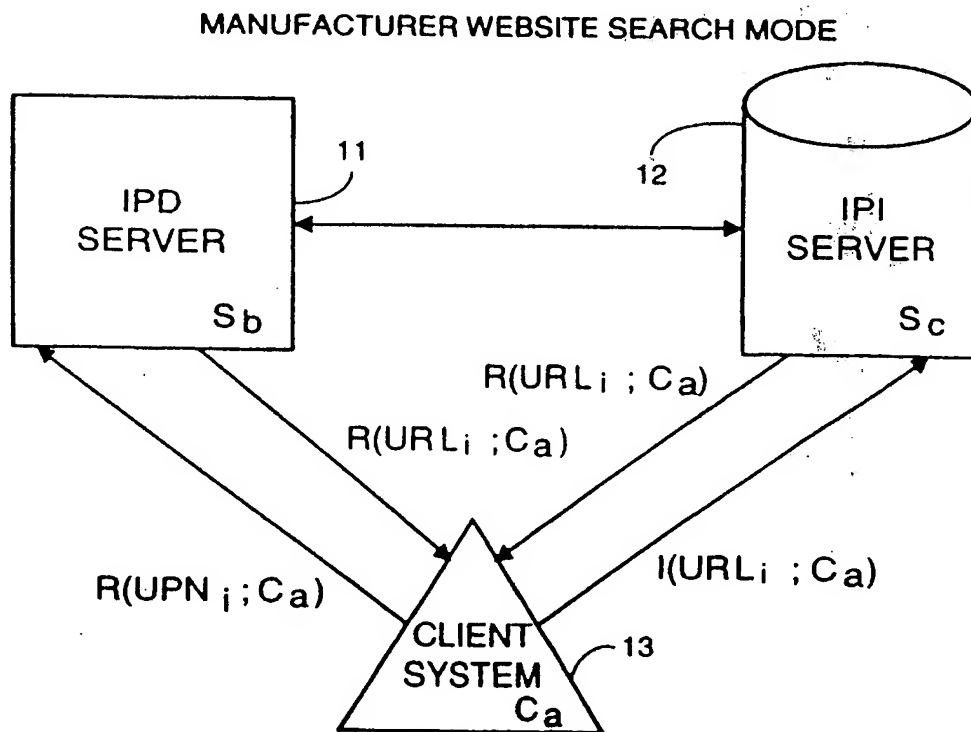 MANUFACTURER WEBSITE SEARCH MODE
11
12
IPD
SERVER
Sb
IPI
SERVER
Sc
R(URLi ; Ca)
R(URLi ;Ca)
R(UPNi ; Ca)
I(URLi ; Ca)
CLIENT
SYSTEM
Ca
13